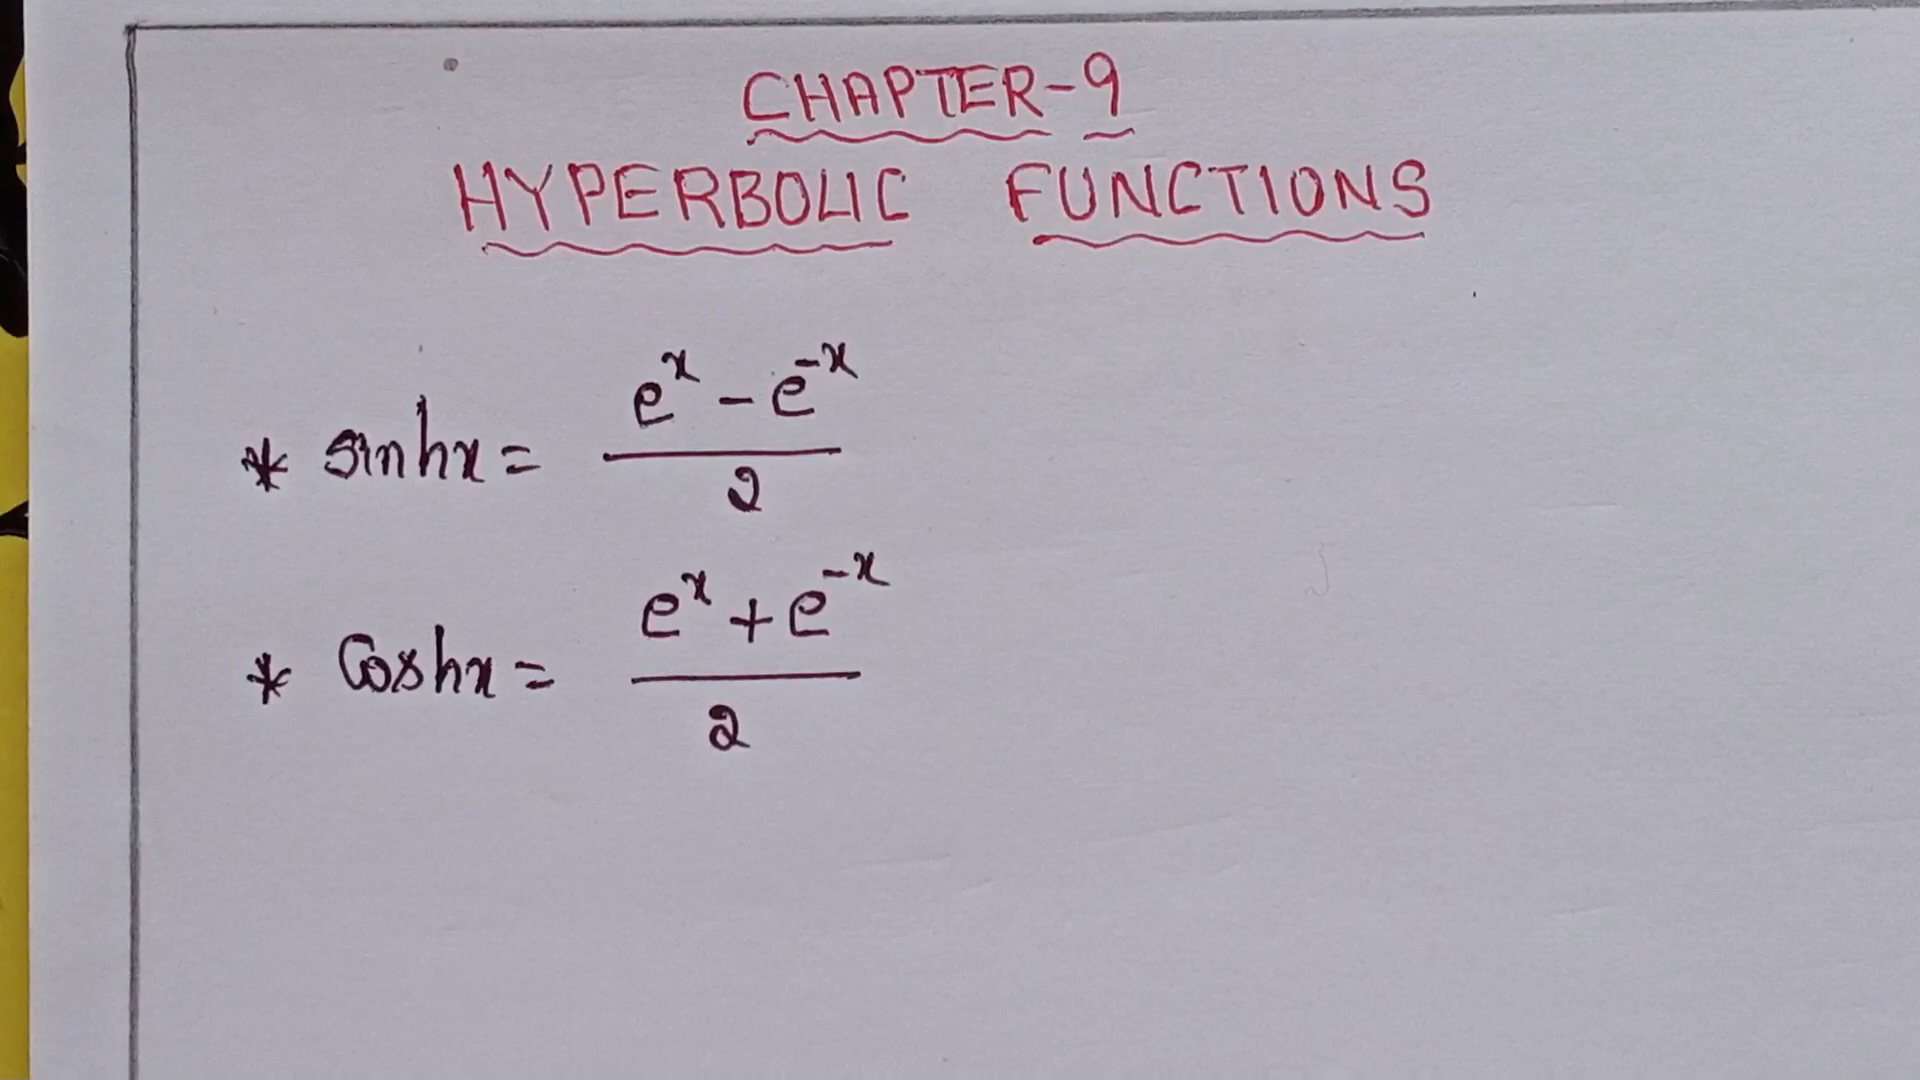 CHAPTER-9
HYPERBOLIC FUNCTIONS
* sinhx = (e^x - e^-x) / 2
* Coshx = (e^x + e^-x) / 2